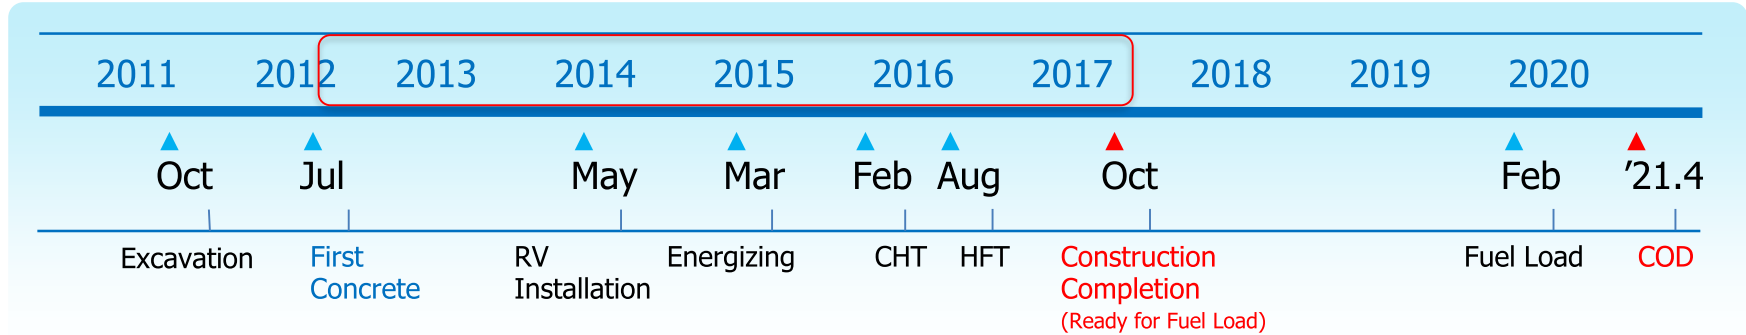 2011 2012 2013 2014 2015 2016 2017 2018 2019 2020
Oct Jul May Mar Feb Aug Oct Feb ’21.4
Excavation First RV Energizing CHT HFT Construction Fuel Load COD
Concrete Installation Completion
(Ready for Fuel Load)